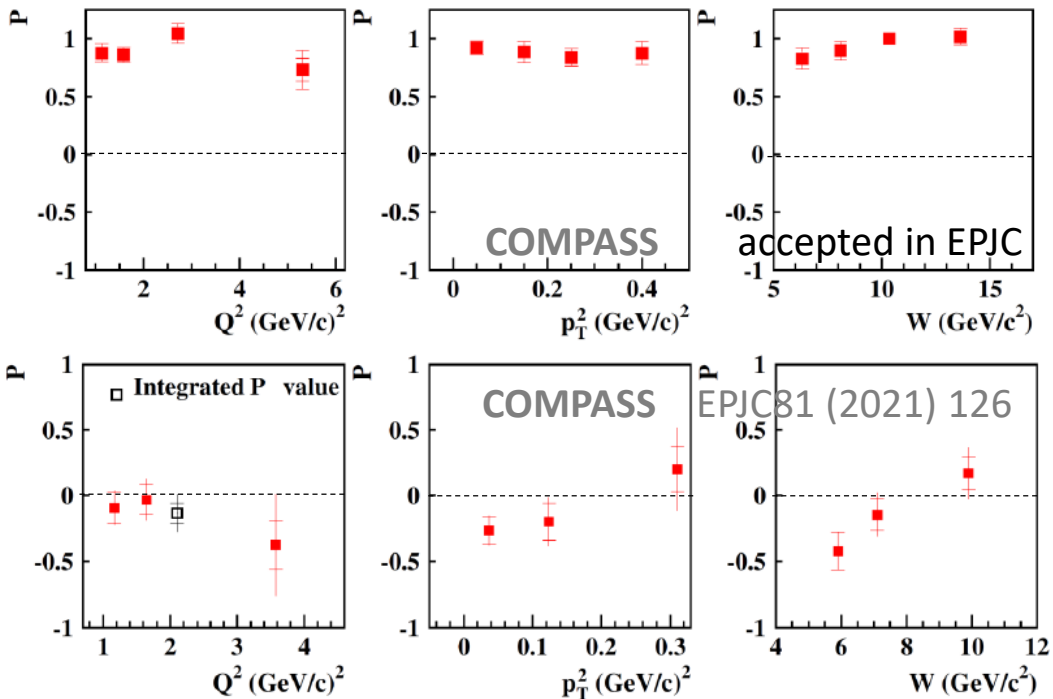 P
1
0.5
0
-0.5
-1
2 4 6
Q² (GeV/c)²
P
1
0.5
0
-0.5
-1
0 0.2 0.4
p_T² (GeV/c)²
COMPASS
P
1
0.5
0
-0.5
-1
5 10 15
W (GeV/c²)
accepted in EPJC
P
1
0.5
0
-0.5
-1
1 2 3 4
Q² (GeV/c)²
Integrated P value
P
1
0.5
0
-0.5
-1
0 0.1 0.2 0.3
p_T² (GeV/c)²
COMPASS EPJC81 (2021) 126
P
1
0.5
0
-0.5
-1
4 6 8 10 12
W (GeV/c²)